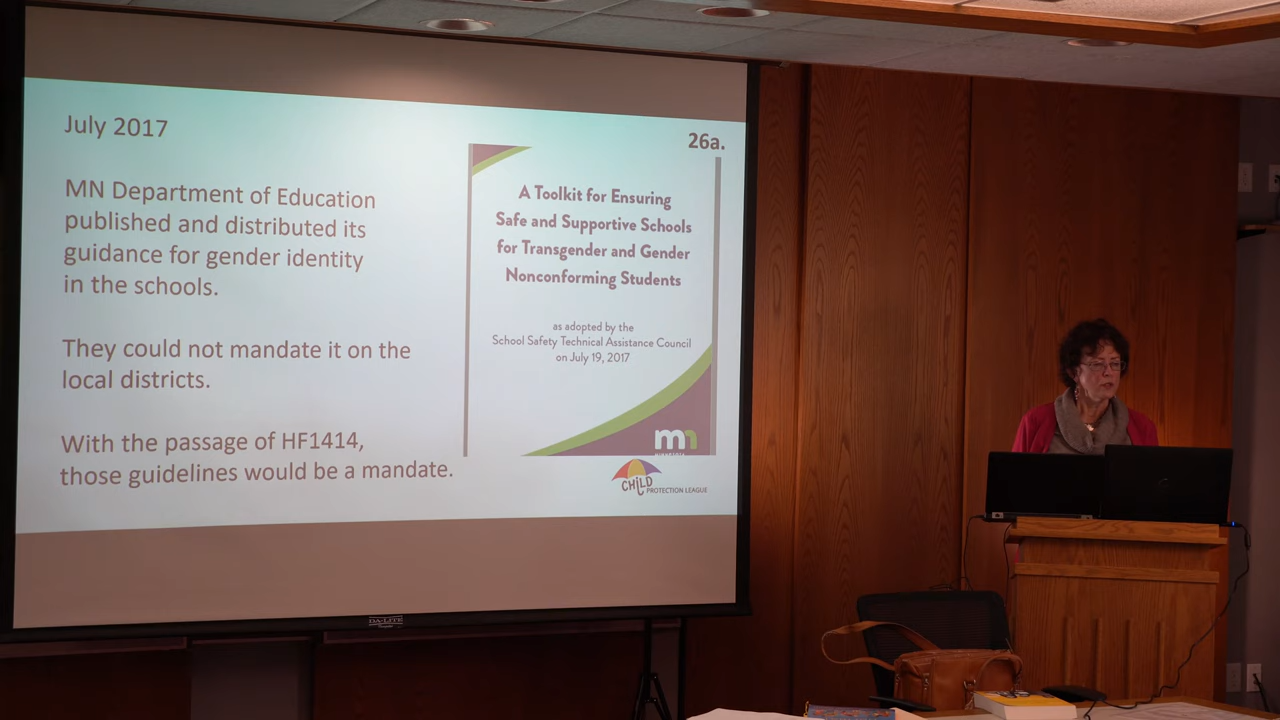 July 2017
26a.
MN Department of Education
published and distributed its
guidance for gender identity
in the schools.
They could not mandate it on the
local districts.
With the passage of HF1414,
those guidelines would be a mandate.
A Toolkit for Ensuring
Safe and Supportive Schools
for Transgender and Gender
Nonconforming Students
as adopted by the
School Safety Technical Assistance Council
on July 19, 2017
mn
CHILD
PROTECTION LEAGUE
DA-LITE